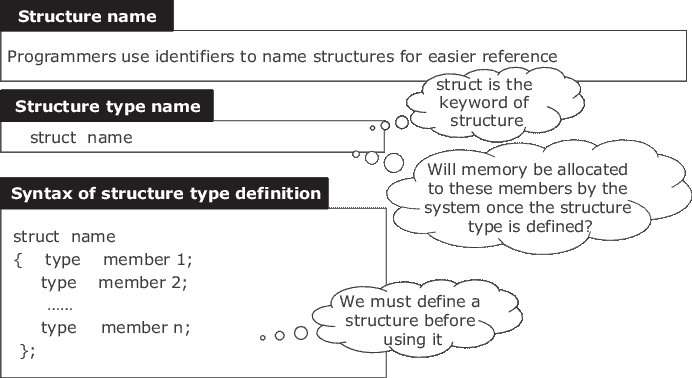 Structure name
Programmers use identifiers to name structures for easier reference
Structure type name
struct name
struct is the
keyword of
structure
Will memory be allocated
to these members by the
system once the structure
type is defined?
Syntax of structure type definition
struct name
{ type member 1;
type member 2;
......
type member n;
};
We must define a
structure before
using it